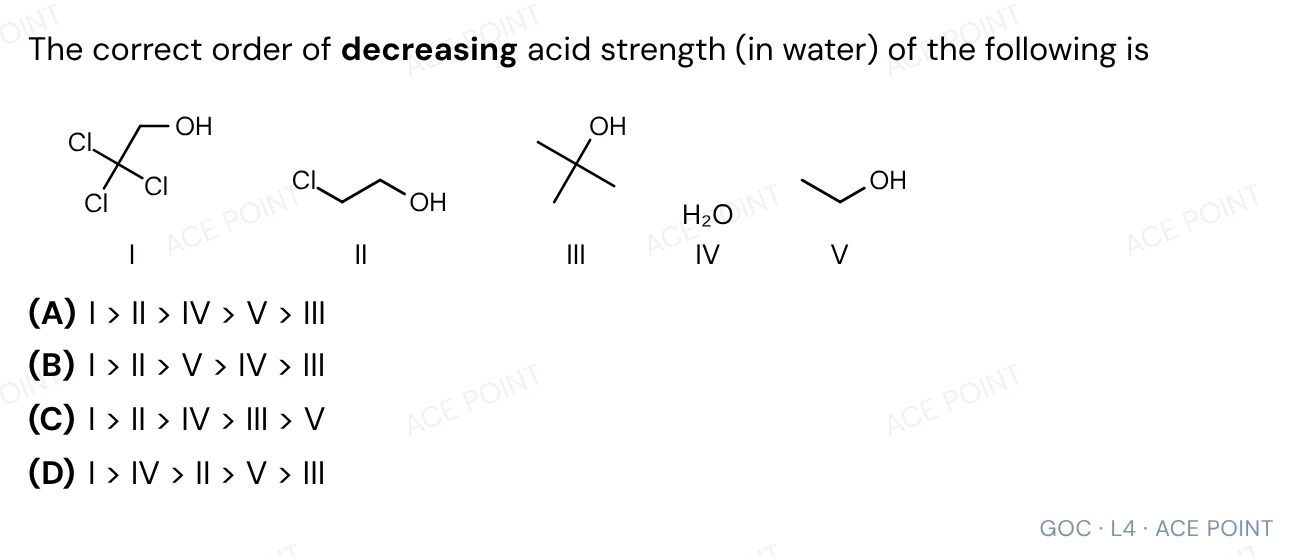 The correct order of decreasing acid strength (in water) of the following is
Cl Cl Cl OH
Cl OH
OH
H₂O
OH
I II III IV V
(A) I > II > IV > V > III
(B) I > II > V > IV > III
(C) I > II > IV > III > V
(D) I > IV > II > V > III
GOC · L4 · ACE POINT
ACE POINT